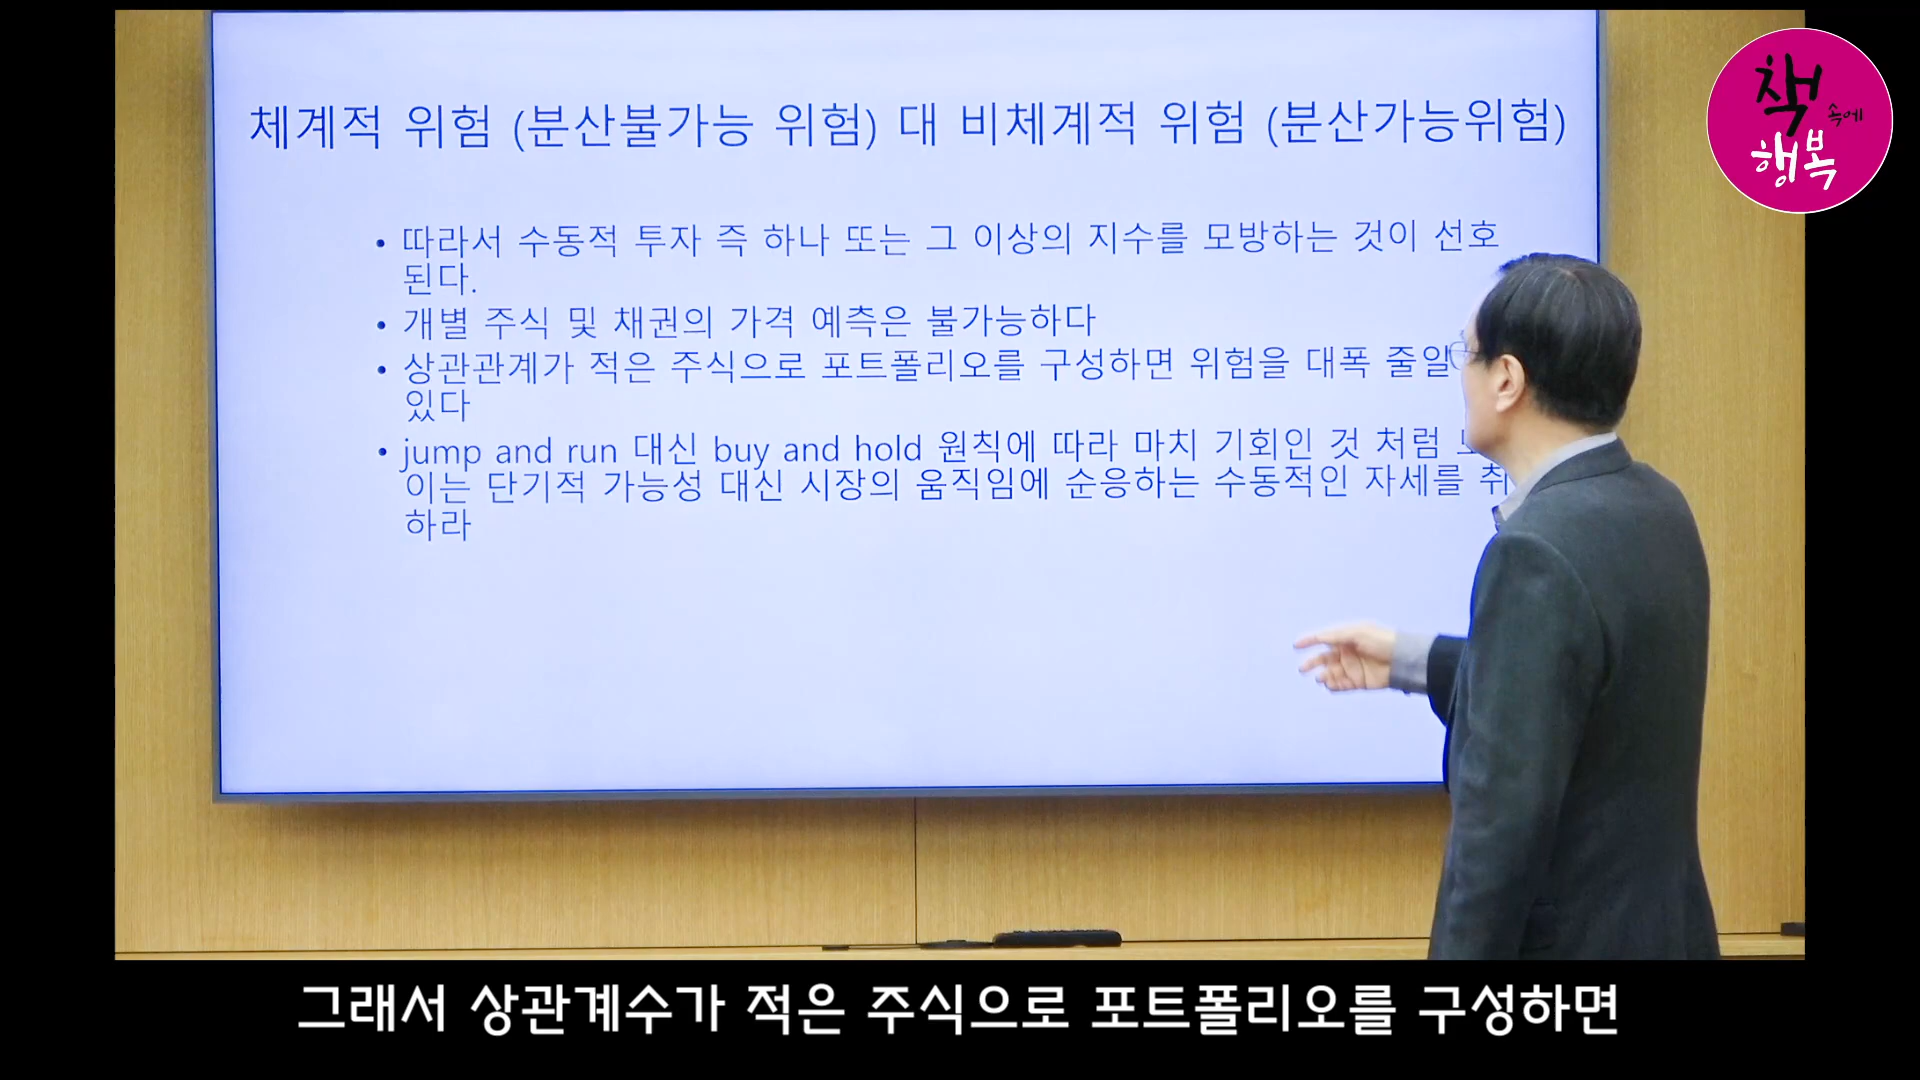 체계적 위험 (분산불가능 위험) 대 비체계적 위험 (분산가능위험)
• 따라서 수동적 투자 즉 하나 또는 그 이상의 지수를 모방하는 것이 선호
된다.
• 개별 주식 및 채권의 가격 예측은 불가능하다
• 상관관계가 적은 주식으로 포트폴리오를 구성하면 위험을 대폭 줄일
있다
• jump and run 대신 buy and hold 원칙에 따라 마치 기회인 것 처럼
이는 단기적 가능성 대신 시장의 움직임에 순응하는 수동적인 자세를 취
하라
책
속에
행복
그래서 상관계수가 적은 주식으로 포트폴리오를 구성하면